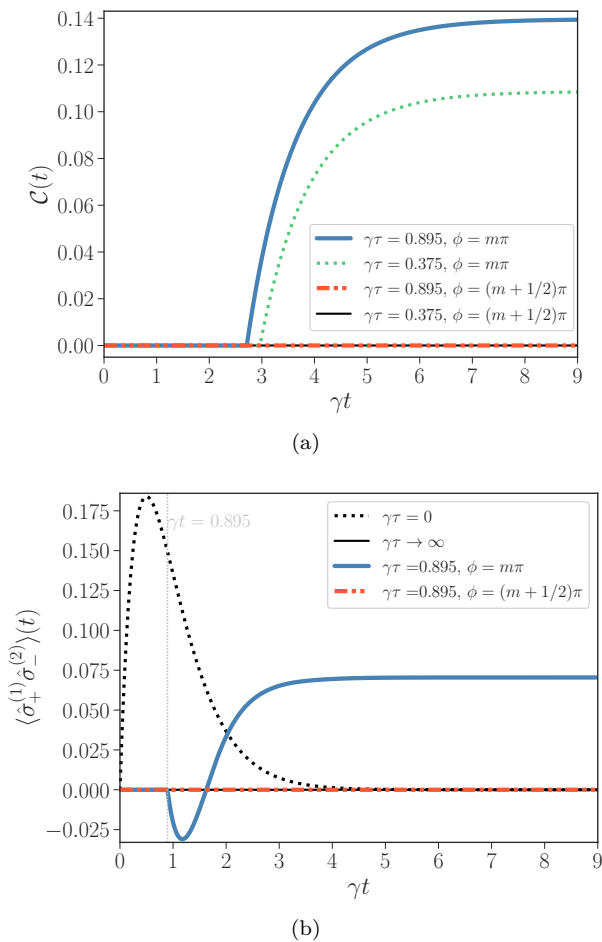 0.14
0.12
0.10
0.08
0.06
0.04
0.02
0.00
C(t)
γτ = 0.895, ϕ = mπ
γτ = 0.375, ϕ = mπ
γτ = 0.895, ϕ = (m + 1/2)π
γτ = 0.375, ϕ = (m + 1/2)π
0 1 2 3 4 5 6 7 8 9
γt
(a)
0.175
0.150
0.125
0.100
0.075
0.050
0.025
0.000
−0.025
⟨σ̂₊⁽¹⁾σ̂₋⁽²⁾⟩(t)
γt = 0.895
γτ = 0
γτ → ∞
γτ =0.895, ϕ = mπ
γτ =0.895, ϕ = (m + 1/2)π
0 1 2 3 4 5 6 7 8 9
γt
(b)